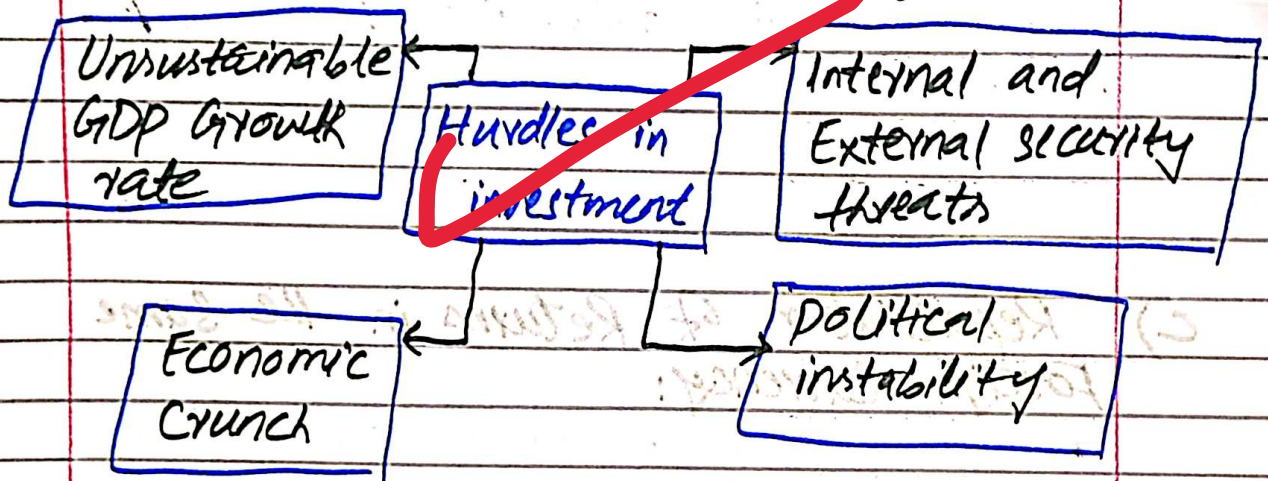 Unsustainable
GDP Growth
rate
Hurdles in
investment
Internal and
External security
threats
Economic
Crunch
Political
instability